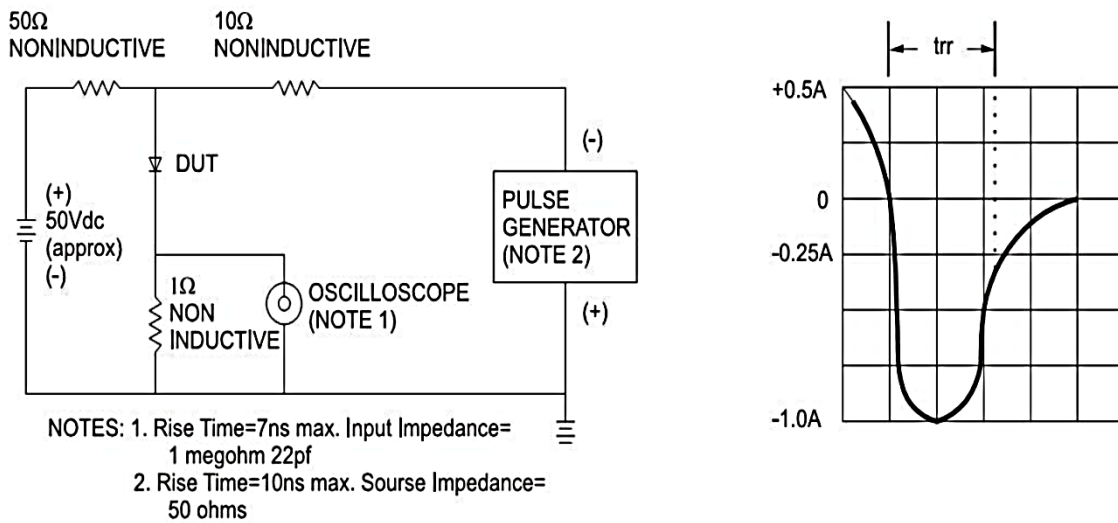 50Ω
NONINDUCTIVE
10Ω
NONINDUCTIVE
DUT
(+)
50Vdc
(approx)
(-)
1Ω
NON
INDUCTIVE
OSCILLOSCOPE
(NOTE 1)
(-)
PULSE
GENERATOR
(NOTE 2)
(+)
NOTES: 1. Rise Time=7ns max. Input Impedance=
1 megohm 22pf
2. Rise Time=10ns max. Sourse Impedance=
50 ohms
trr
+0.5A
0
-0.25A
-1.0A